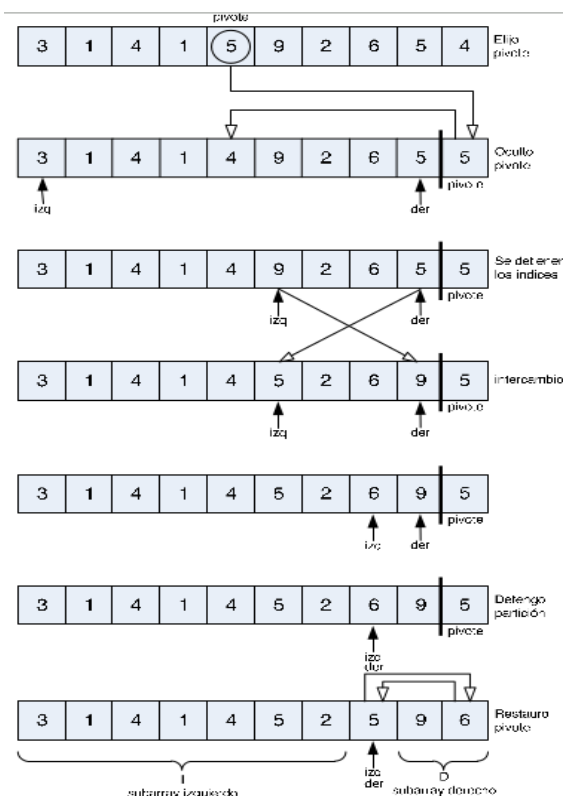 pivote
3 1 4 1 5 9 2 6 5 4
Elijo
pivote
3 1 4 1 4 9 2 6 5 5
Oculto
pivote
izq
der
pivote
3 1 4 1 4 9 2 6 5 5
Se detienen
los índices
izq
der
pivote
3 1 4 1 4 5 2 6 9 5
intercambio
izq
der
pivote
3 1 4 1 4 5 2 6 9 5
izq
der
pivote
3 1 4 1 4 5 2 6 9 5
Detengo
partición
izq
der
pivote
3 1 4 1 4 5 2 5 9 6
Restauro
pivote
izq
der
I
subarray izquierdo
D
subarray derecho